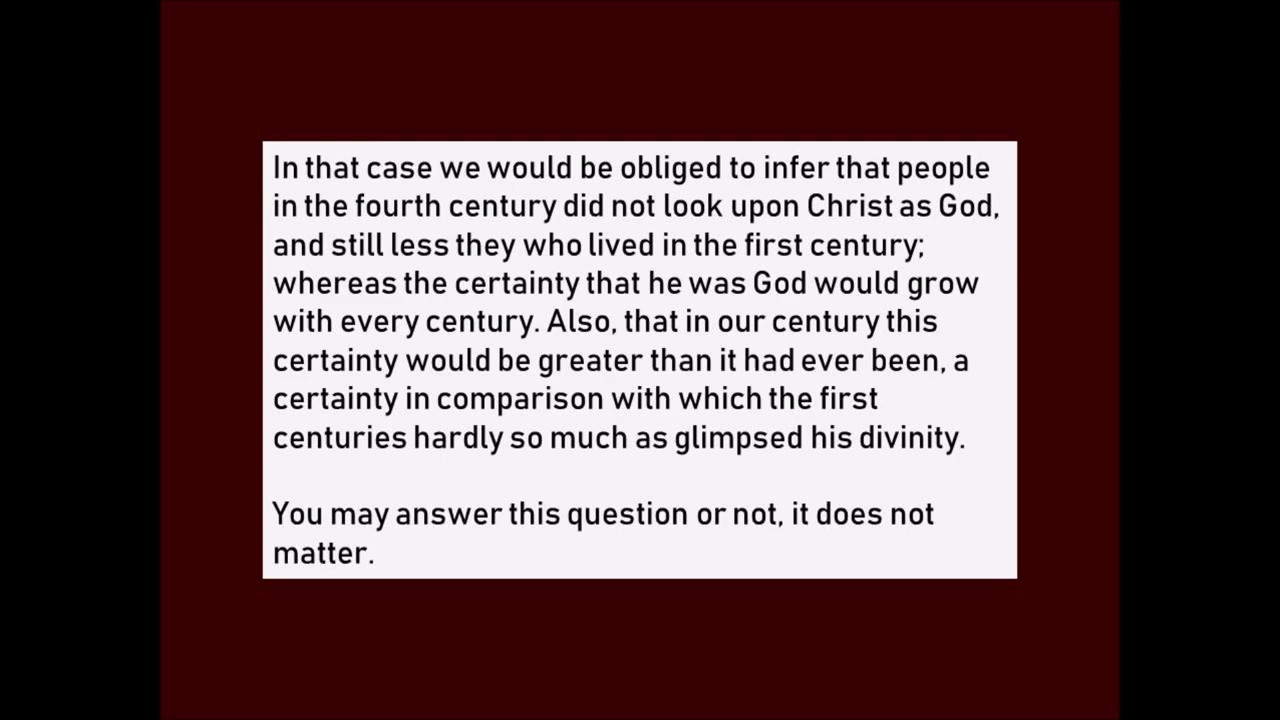 In that case we would be obliged to infer that people
in the fourth century did not look upon Christ as God,
and still less they who lived in the first century;
whereas the certainty that he was God would grow
with every century. Also, that in our century this
certainty would be greater than it had ever been, a
certainty in comparison with which the first
centuries hardly so much as glimpsed his divinity.
You may answer this question or not, it does not
matter.